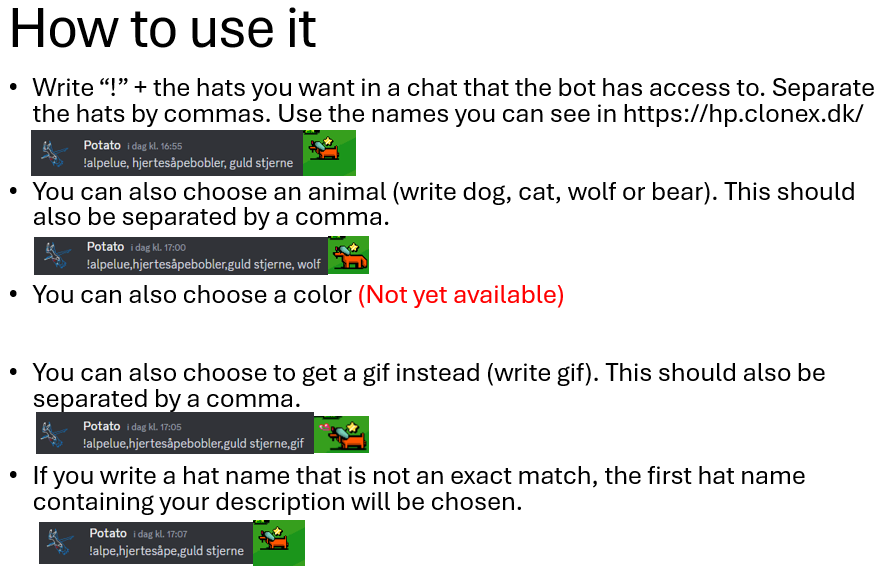 How to use it
• Write “!” + the hats you want in a chat that the bot has access to. Separate
the hats by commas. Use the names you can see in https://hp.clonex.dk/
Potato i dag kl. 16:55
!alpelue, hjertesåpebobler, guld stjerne
• You can also choose an animal (write dog, cat, wolf or bear). This should
also be separated by a comma.
Potato i dag kl. 17:00
!alpelue,hjertesåpebobler,guld stjerne, wolf
• You can also choose a color (Not yet available)
• You can also choose to get a gif instead (write gif). This should also be
separated by a comma.
Potato i dag kl. 17:05
!alpelue,hjertesåpebobler,guld stjerne,gif
• If you write a hat name that is not an exact match, the first hat name
containing your description will be chosen.
Potato i dag kl. 17:07
!alpe,hjertesåpe,guld stjerne